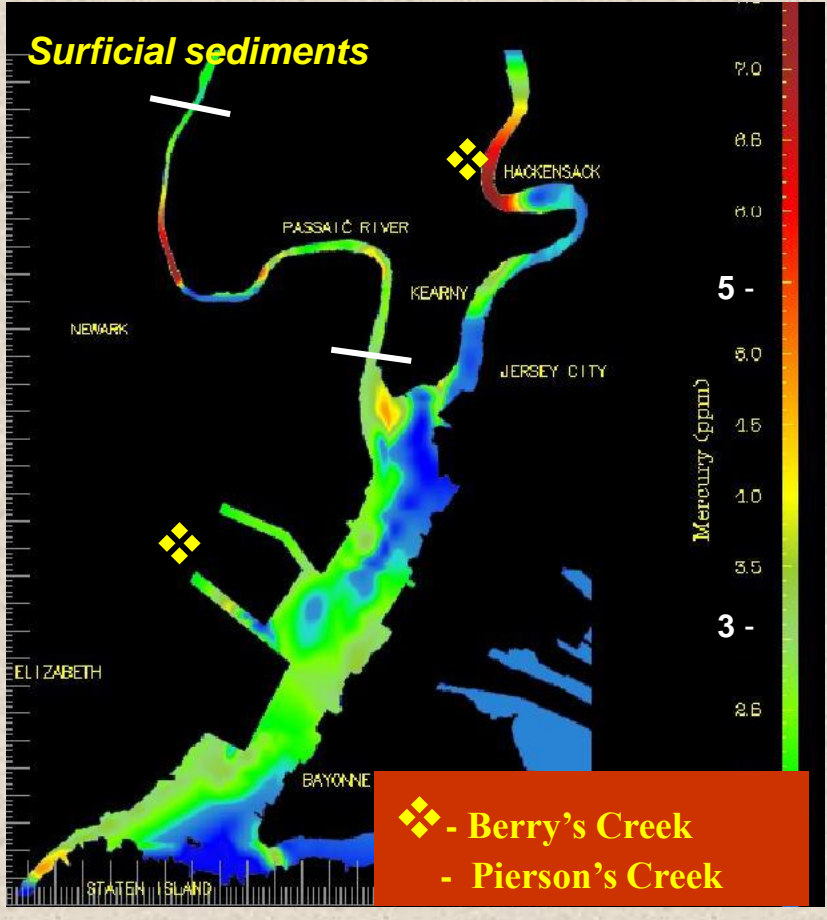 Surficial sediments
7.0
6.5
HACKENSACK
6.0
PASSAIC RIVER
5 -
KEARNY
NEWARK
5.0
JERSEY CITY
Mercury (ppm)
4.5
4.0
3.5
3 -
ELIZABETH
2.5
BAYONNE
- Berry's Creek
- Pierson's Creek
STATEN ISLAND